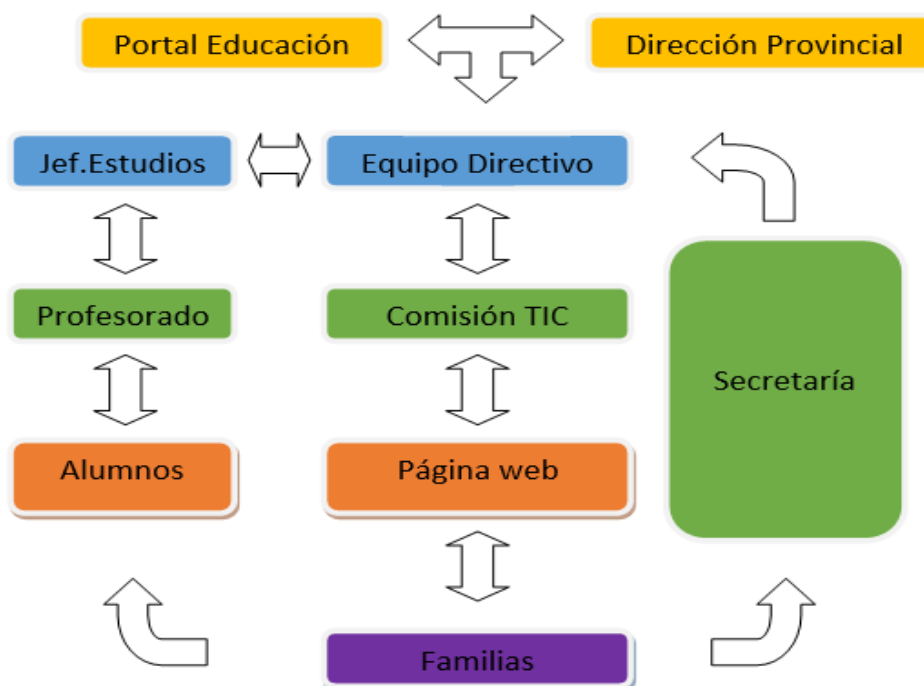 Portal Educación
Dirección Provincial
Jef.Estudios
Equipo Directivo
Profesorado
Comisión TIC
Secretaría
Alumnos
Página web
Familias